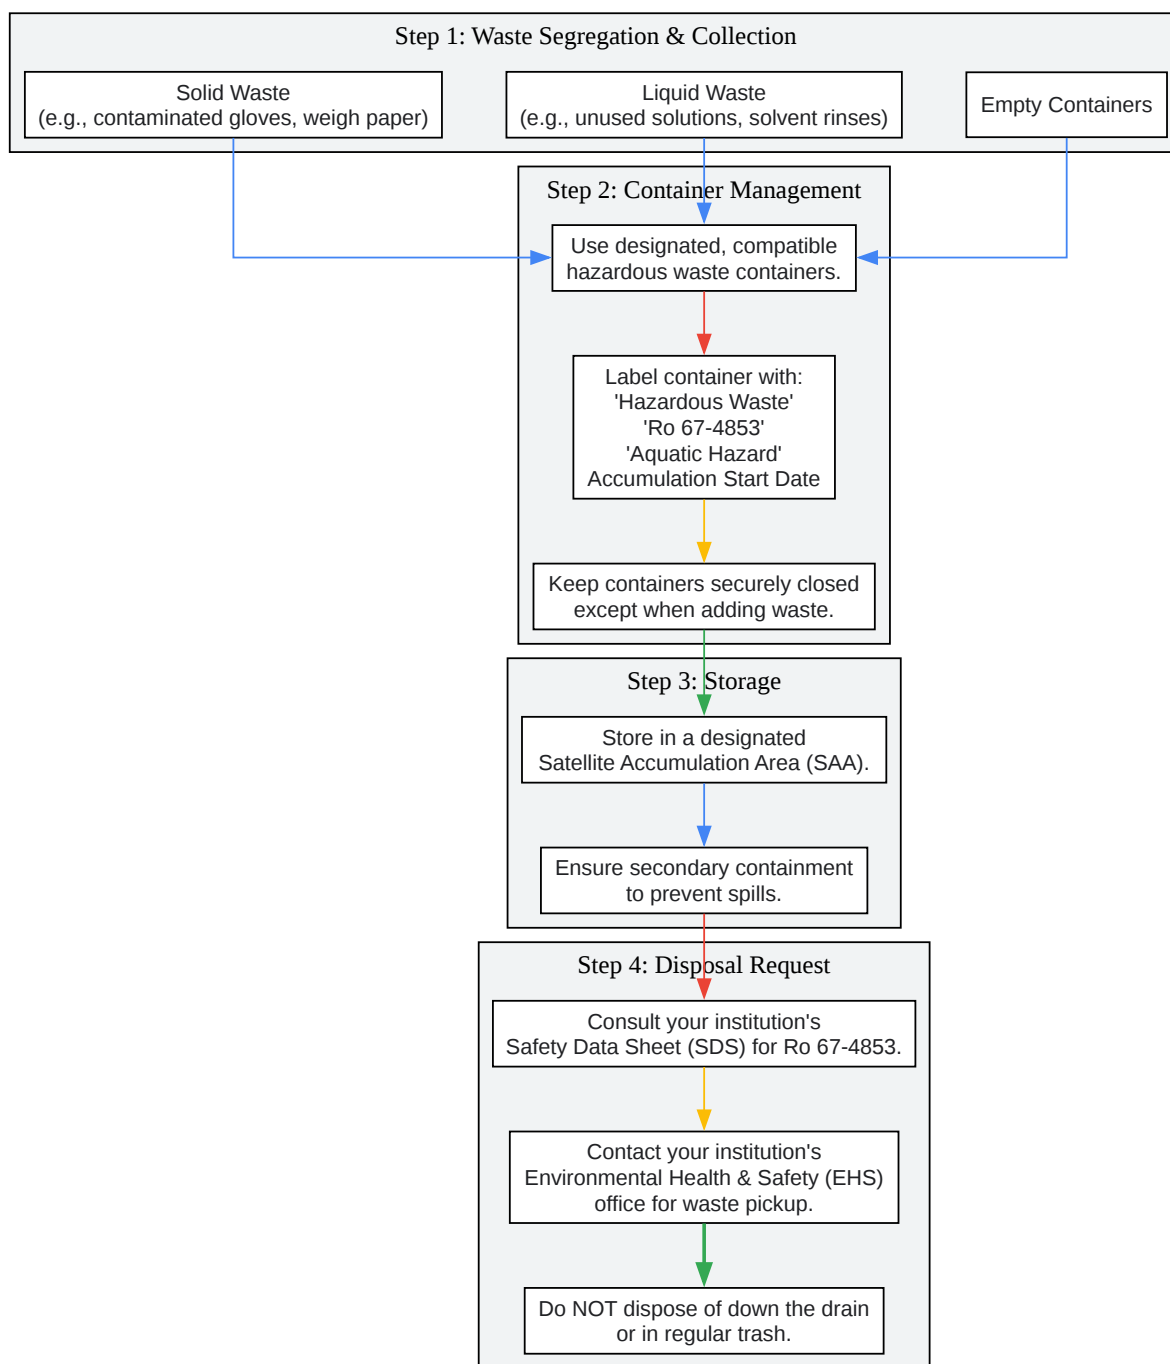 Step 1: Waste Segregation & Collection
Solid Waste
(e.g., contaminated gloves, weigh paper)
Liquid Waste
(e.g., unused solutions, solvent rinses)
Empty Containers
Step 2: Container Management
Use designated, compatible
hazardous waste containers.
Label container with:
'Hazardous Waste'
'Ro 67-4853'
'Aquatic Hazard'
Accumulation Start Date
Keep containers securely closed
except when adding waste.
Step 3: Storage
Store in a designated
Satellite Accumulation Area (SAA).
Ensure secondary containment
to prevent spills.
Step 4: Disposal Request
Consult your institution's
Safety Data Sheet (SDS) for Ro 67-4853.
Contact your institution's
Environmental Health & Safety (EHS)
office for waste pickup.
Do NOT dispose of down the drain
or in regular trash.